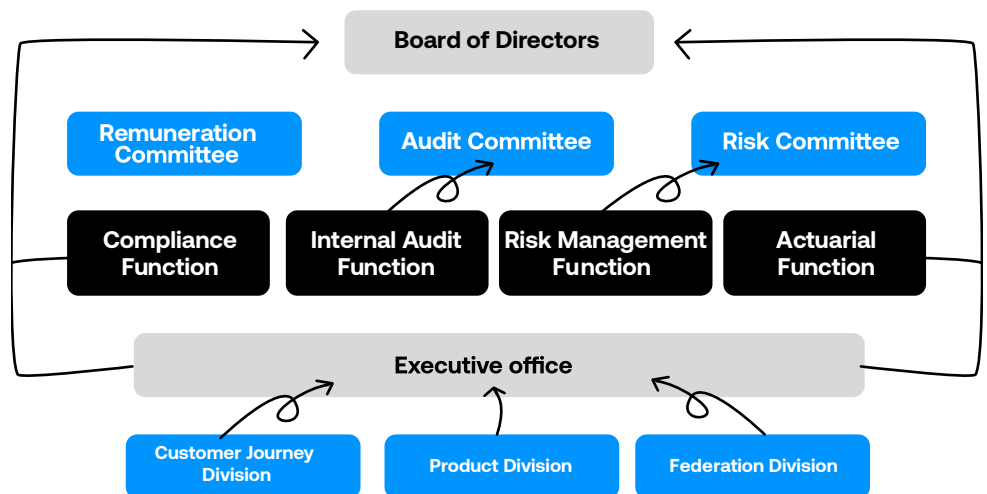 Board of Directors
Remuneration
Committee
Audit Committee
Risk Committee
Compliance
Function
Internal Audit
Function
Risk Management
Function
Actuarial
Function
Executive office
Customer Journey
Division
Product Division
Federation Division